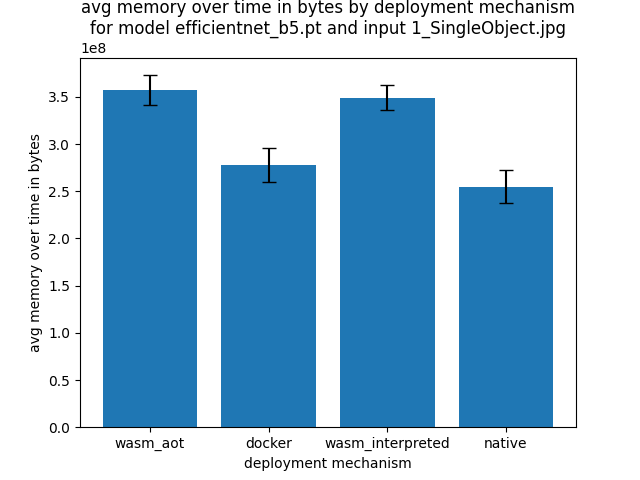 avg memory over time in bytes by deployment mechanism
for model efficientnet_b5.pt and input 1_SingleObject.jpg
1e8
3.5
3.0
2.5
2.0
1.5
1.0
0.5
0.0
avg memory over time in bytes
wasm_aot docker wasm_interpreted native
deployment mechanism